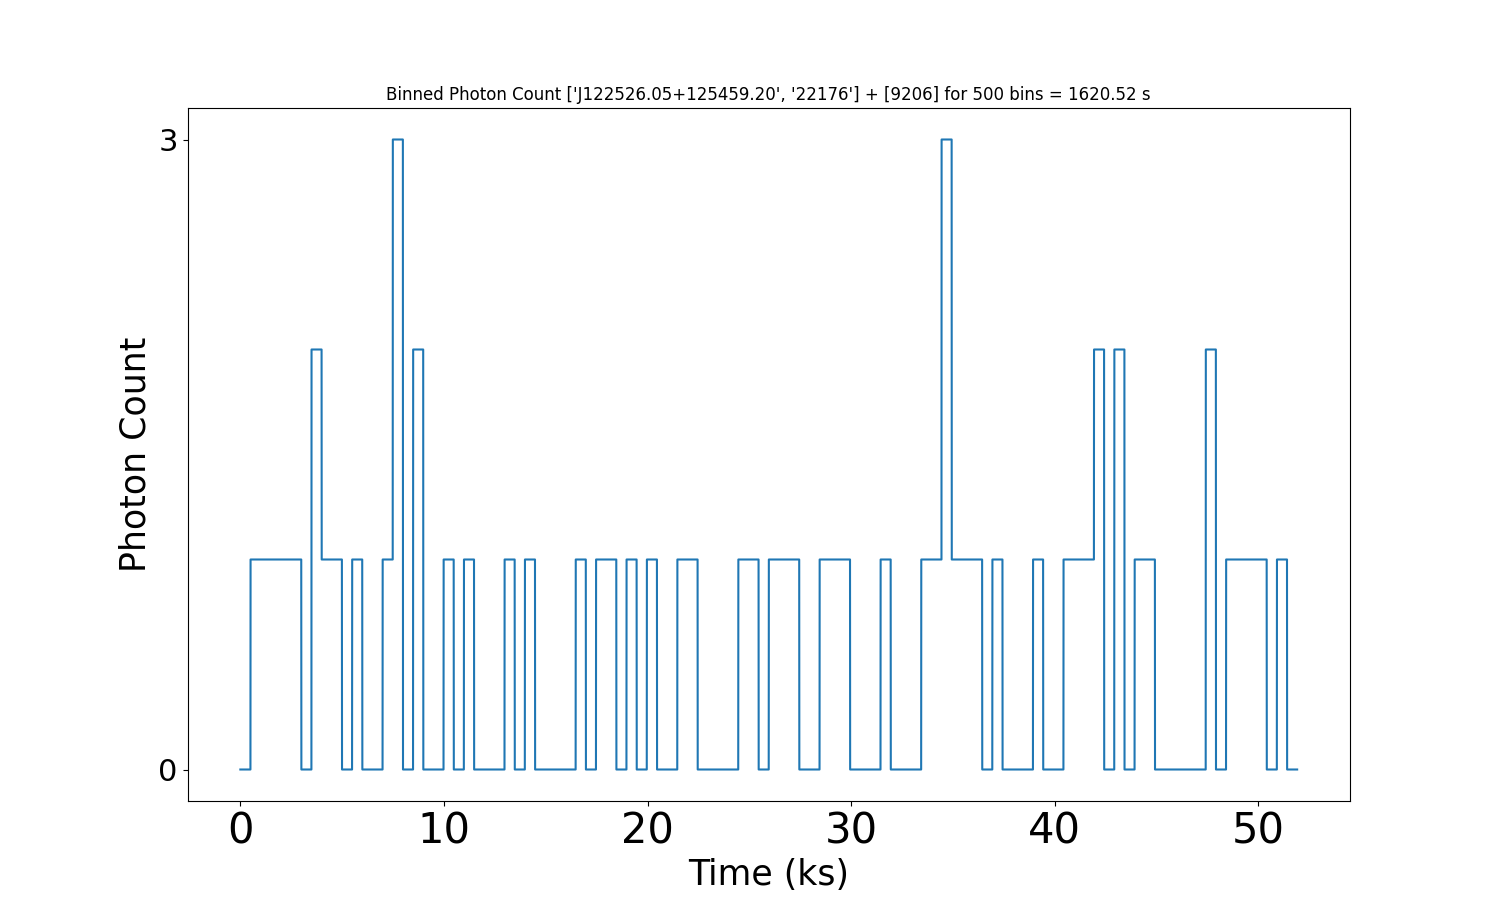 Binned Photon Count ['J122526.05+125459.20', '22176'] + [9206] for 500 bins = 1620.52 s
3
Photon Count
0
0 10 20 30 40 50
Time (ks)